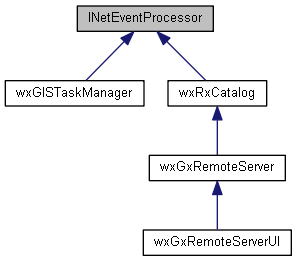 INetEventProcessor
wxGISTaskManager
wxRxCatalog
wxGxRemoteServer
wxGxRemoteServerUI